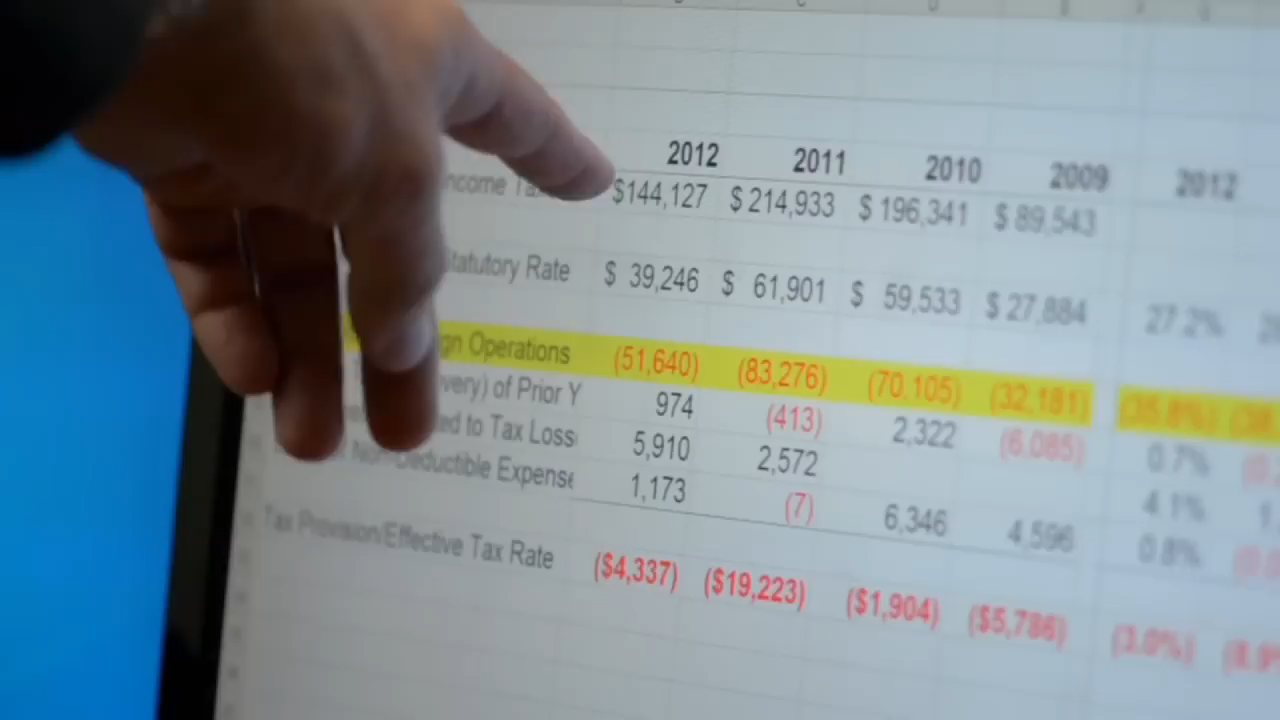 2012 2011 2010 2009 2012
ncome $144,127 $214,933 $196,341 $89,543
tatutory Rate $ 39,246 $ 61,901 $ 59,533 $27,884 27.2%
gn Operations (51,640) (83,276) (70,105) (32,181) (35.8%)
very) of Prior Y 974 (413) 2,322 (6,085) 0.7%
ed to Tax Loss 5,910 2,572 4.1%
Deductible Expense 1,173 (7) 6,346 4,596 0.8%
Tax Provision/Effective Tax Rate ($4,337) ($19,223) ($1,904) ($5,786) (3.0%)